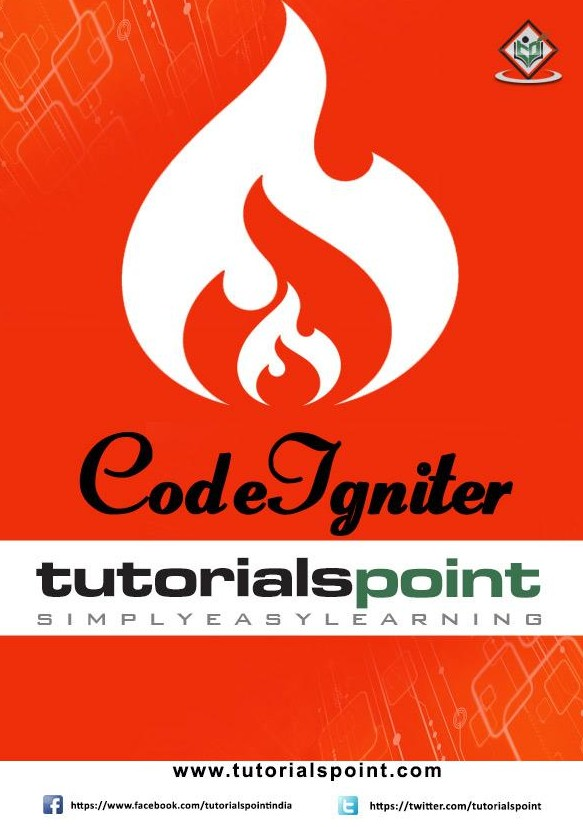 CodeIgniter
tutorialspoint
SIMPLYEASYLEARNING
www.tutorialspoint.com
https://www.facebook.com/tutorialspointindia
https://twitter.com/tutorialspoint